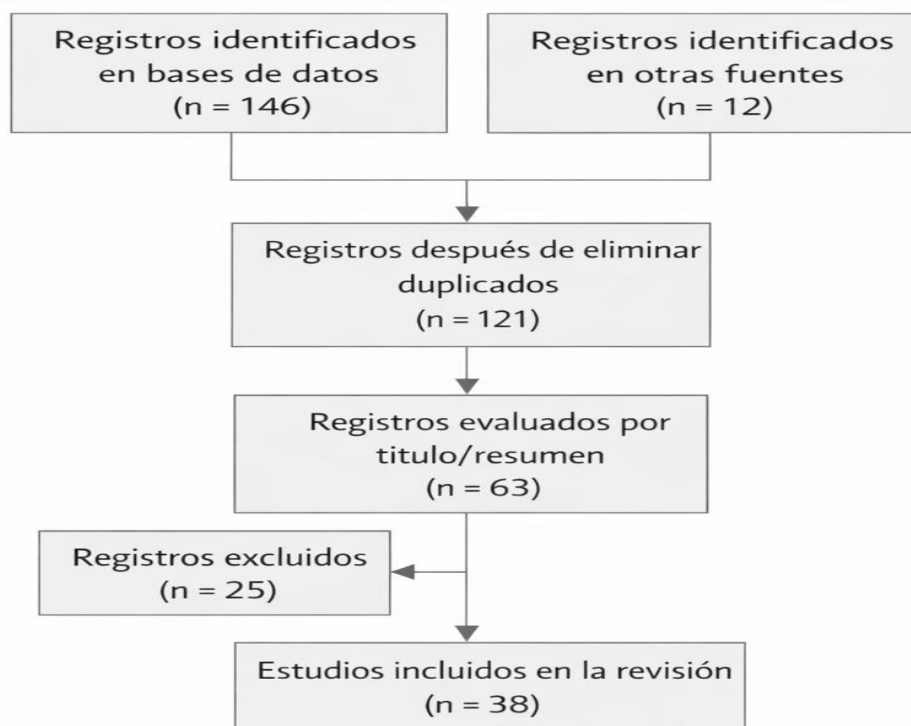 Registros identificados
en bases de datos
(n = 146)
Registros identificados
en otras fuentes
(n = 12)
Registros después de eliminar
duplicados
(n = 121)
Registros evaluados por
titulo/resumen
(n = 63)
Registros excluidos
(n = 25)
Estudios incluidos en la revisión
(n = 38)